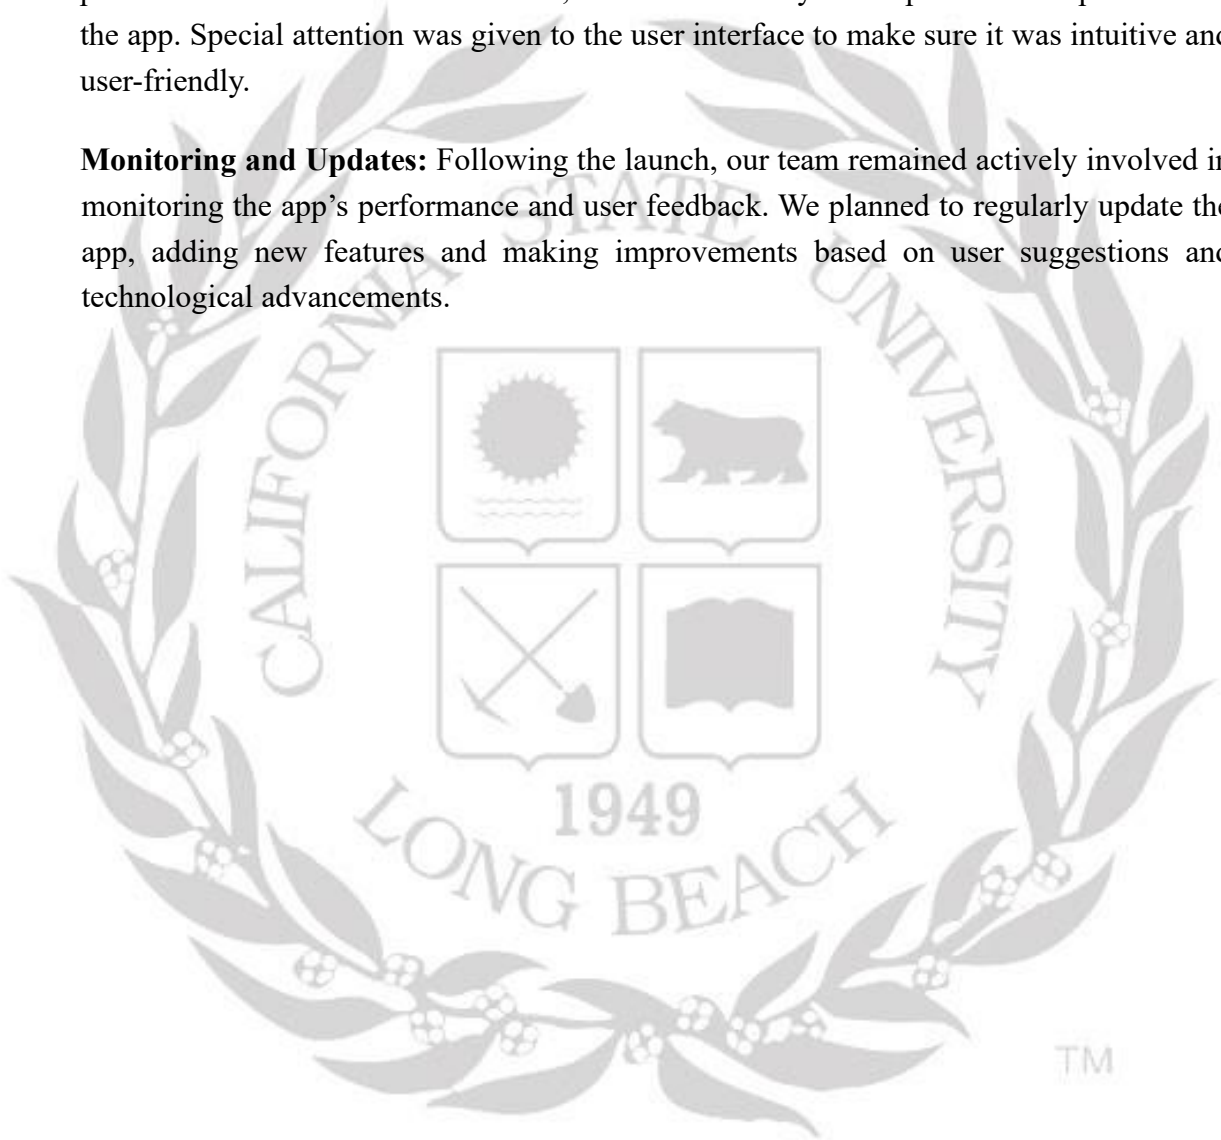 the app. Special attention was given to the user interface to make sure it was intuitive and
user-friendly.
Monitoring and Updates: Following the launch, our team remained actively involved in
monitoring the app’s performance and user feedback. We planned to regularly update the
app, adding new features and making improvements based on user suggestions and
technological advancements.
CALIFORNIA STATE UNIVERSITY
1949
LONG BEACH
TM